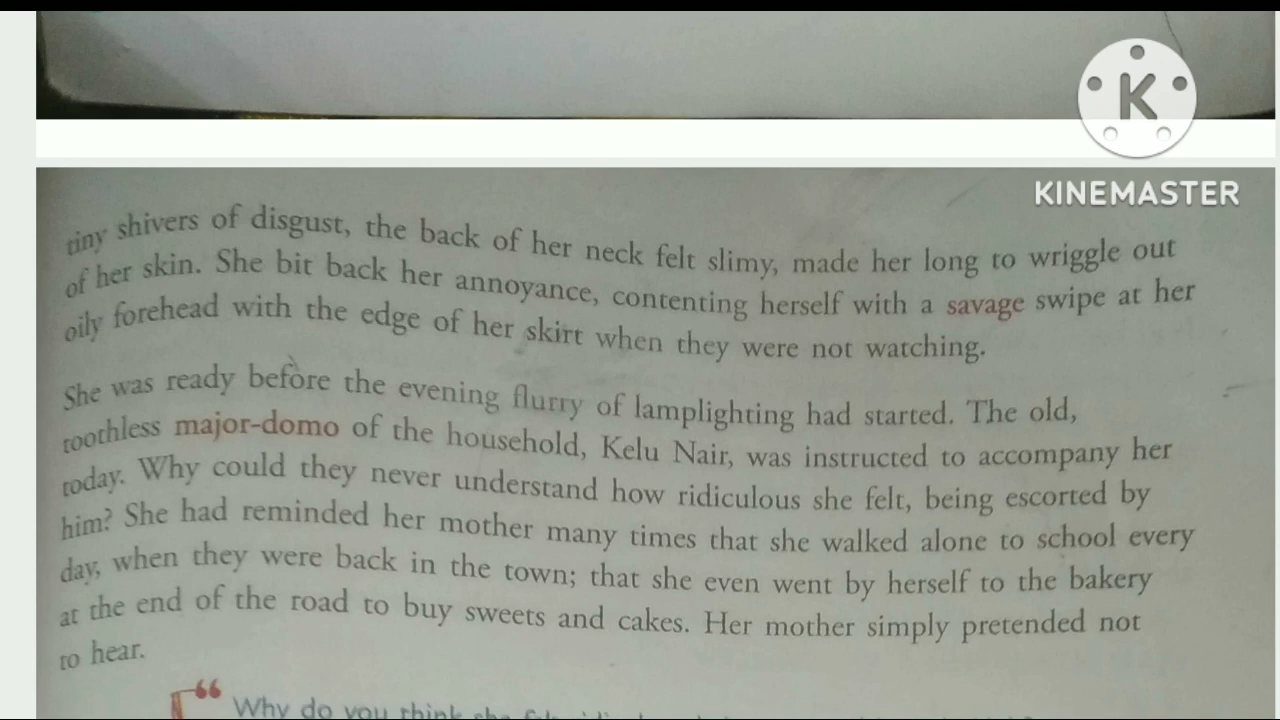 K
KINEMASTER
tiny shivers of disgust, the back of her neck felt slimy, made her long to wriggle out
of her skin. She bit back her annoyance, contenting herself with a savage swipe at her
oily forehead with the edge of her skirt when they were not watching.
She was ready before the evening flurry of lamplighting had started. The old,
toothless major-domo of the household, Kelu Nair, was instructed to accompany her
today. Why could they never understand how ridiculous she felt, being escorted by
him? She had reminded her mother many times that she walked alone to school every
day, when they were back in the town; that she even went by herself to the bakery
at the end of the road to buy sweets and cakes. Her mother simply pretended not
to hear.
“ Why do you think she